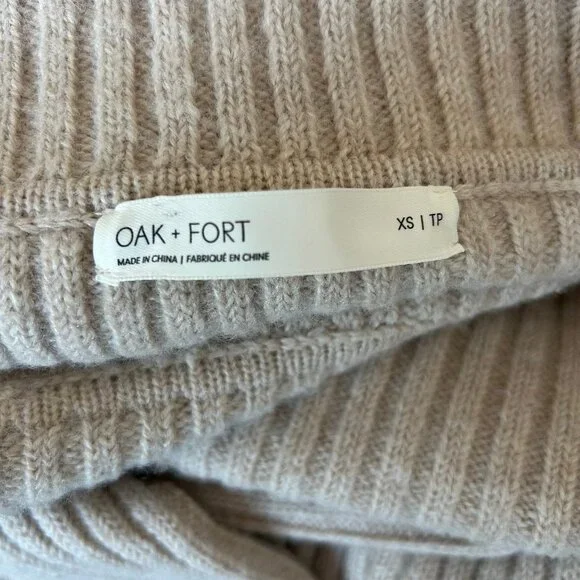 OAK + FORT
XS | TP
MADE IN CHINA | FABRIQUÉ EN CHINE